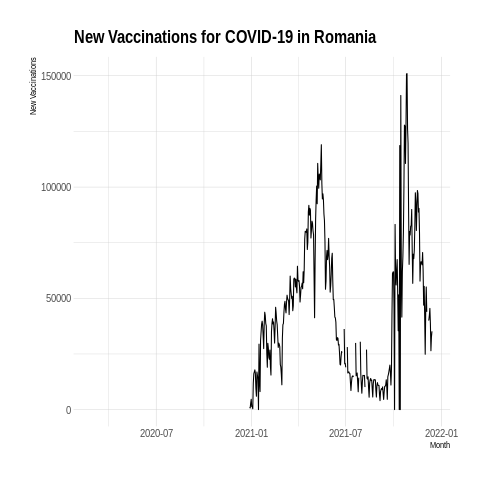 New Vaccinations for COVID-19 in Romania
New Vaccinations
150000
100000
50000
0
2020-07
2021-01
2021-07
2022-01
Month